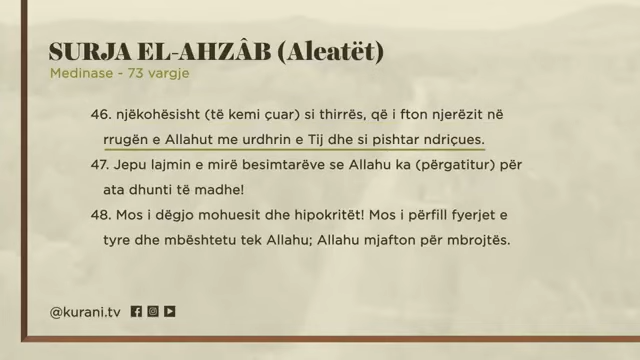 SURJA EL-AHZÂB (Aleatët)
Medinase - 73 vargje
46. njëkohësisht (të kemi çuar) si thirrës, që i fton njerëzit në
rrugën e Allahut me urdhrin e Tij dhe si pishtar ndriçues.
47. Jepu lajmin e mirë besimtarëve se Allahu ka (përgatitur) për
ata dhunti të madhe!
48. Mos i dëgjo mohuesit dhe hipokritët! Mos i përfill fyerjet e
tyre dhe mbështetu tek Allahu; Allahu mjafton për mbrojtës.
@kurani.tv